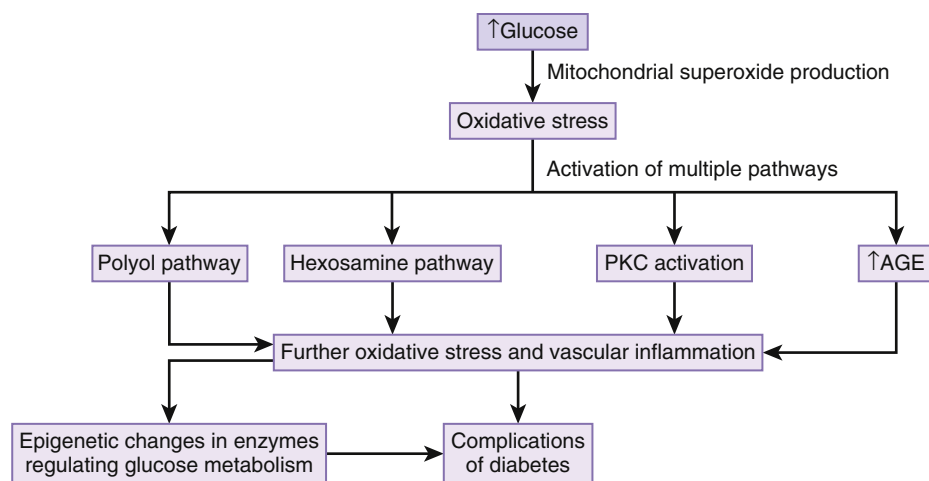 ↑Glucose
Mitochondrial superoxide production
Oxidative stress
Activation of multiple pathways
Polyol pathway
Hexosamine pathway
PKC activation
↑AGE
Further oxidative stress and vascular inflammation
Epigenetic changes in enzymes
regulating glucose metabolism
Complications
of diabetes